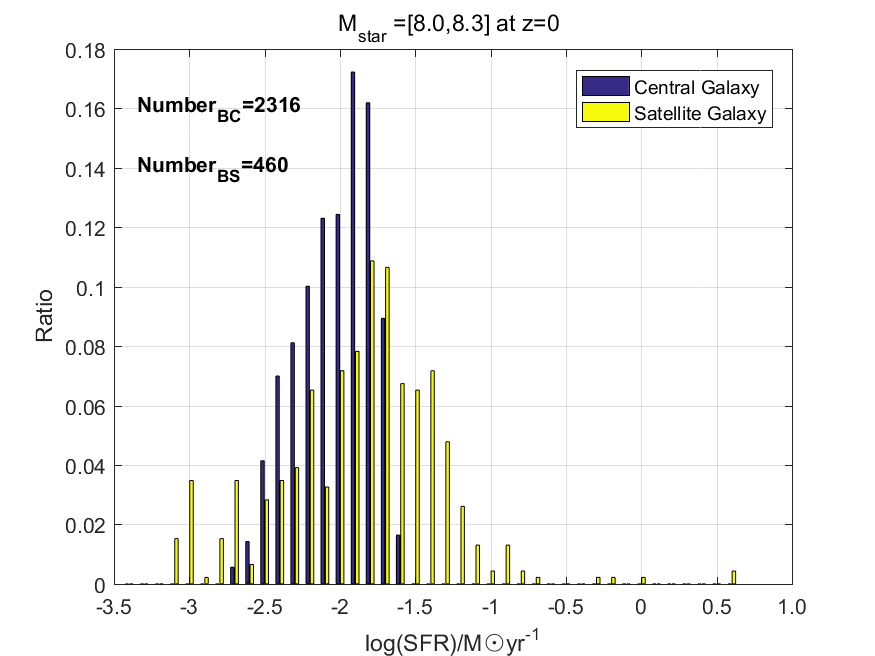 M_star =[8.0,8.3] at z=0
0.18
0.16
0.14
0.12
0.1
0.08
0.06
0.04
0.02
0
Ratio
Number_BC=2316
Number_BS=460
Central Galaxy
Satellite Galaxy
-3.5 -3 -2.5 -2 -1.5 -1 -0.5 0 0.5 1.0
log(SFR)/M☉yr^-1